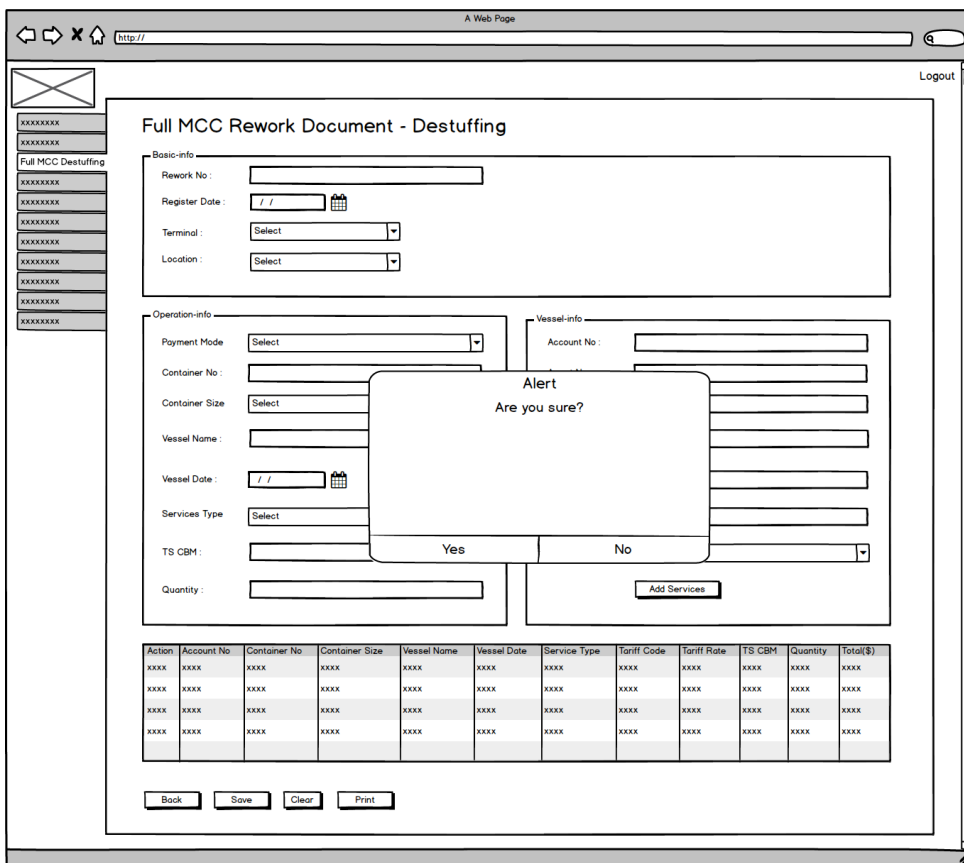 A Web Page
http://
Logout
xxxxxxxx
xxxxxxxx
Full MCC Destuffing
xxxxxxxx
xxxxxxxx
xxxxxxxx
xxxxxxxx
xxxxxxxx
xxxxxxxx
xxxxxxxx
xxxxxxxx
Full MCC Rework Document - Destuffing
Basic-info
Rework No :
Register Date : / /
Terminal : Select
Location : Select
Operation-info
Payment Mode Select
Container No :
Container Size Select
Vessel Name :
Vessel Date : / /
Services Type Select
TS CBM :
Quantity :
Vessel-info
Account No :
Add Services
Alert
Are you sure?
Yes No
Action Account No Container No Container Size Vessel Name Vessel Date Service Type Tariff Code Tariff Rate TS CBM Quantity Total($)
xxxx xxxx xxxx xxxx xxxx xxxx xxxx xxxx xxxx xxxx xxxx xxxx
xxxx xxxx xxxx xxxx xxxx xxxx xxxx xxxx xxxx xxxx xxxx xxxx
xxxx xxxx xxxx xxxx xxxx xxxx xxxx xxxx xxxx xxxx xxxx xxxx
xxxx xxxx xxxx xxxx xxxx xxxx xxxx xxxx xxxx xxxx xxxx xxxx
Back Save Clear Print